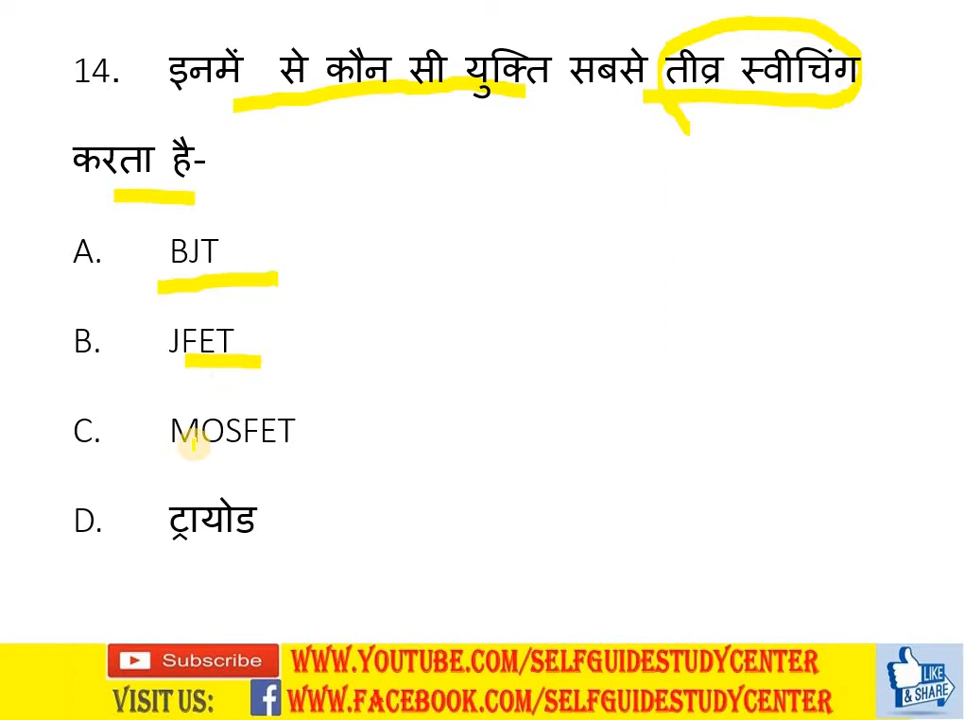 14. इनमें से कौन सी युक्ति सबसे तीव्र स्वीचिंग
करता है-
A. BJT
B. JFET
C. MOSFET
D. ट्रायोड
Subscribe WWW.YOUTUBE.COM/SELFGUIDESTUDYCENTER
VISIT US: f WWW.FACEBOOK.COM/SELFGUIDESTUDYCENTER
LIKE
& SHARE